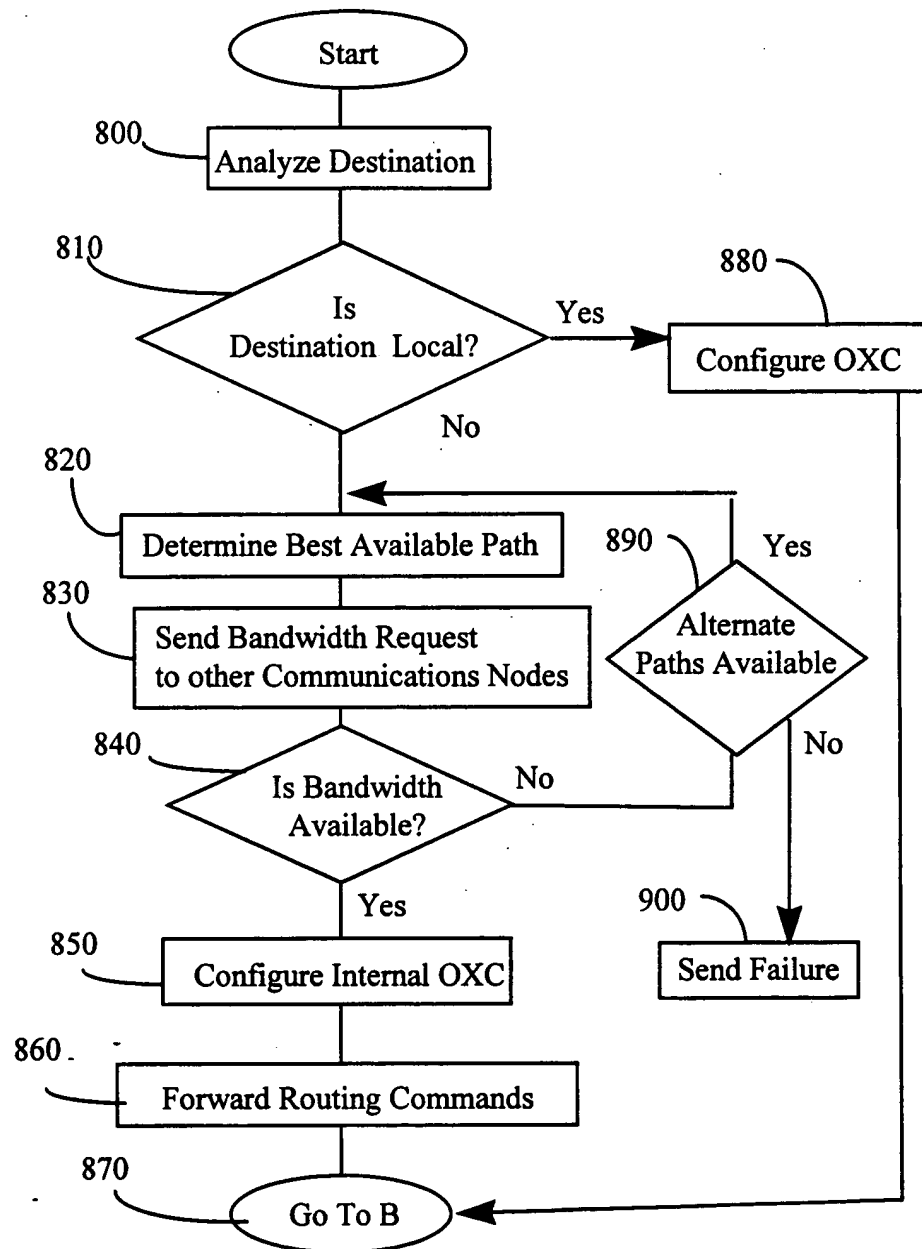 Start
800
Analyze Destination
810
Is
Destination Local?
Yes
880
Configure OXC
No
820
Determine Best Available Path
890
Yes
830
Send Bandwidth Request
to other Communications Nodes
Alternate
Paths Available
840
Is Bandwidth
Available?
No
No
Yes
850
Configure Internal OXC
900
Send Failure
860
Forward Routing Commands
870
Go To B